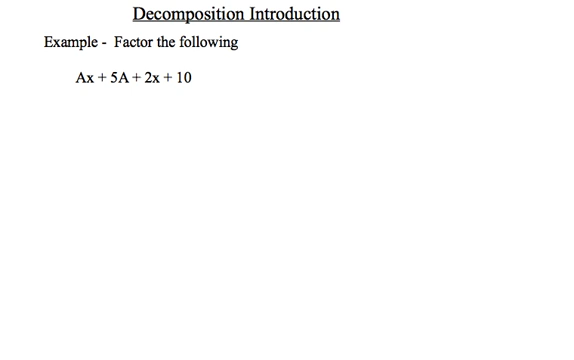 Decomposition Introduction
Example - Factor the following
Ax + 5A + 2x + 10